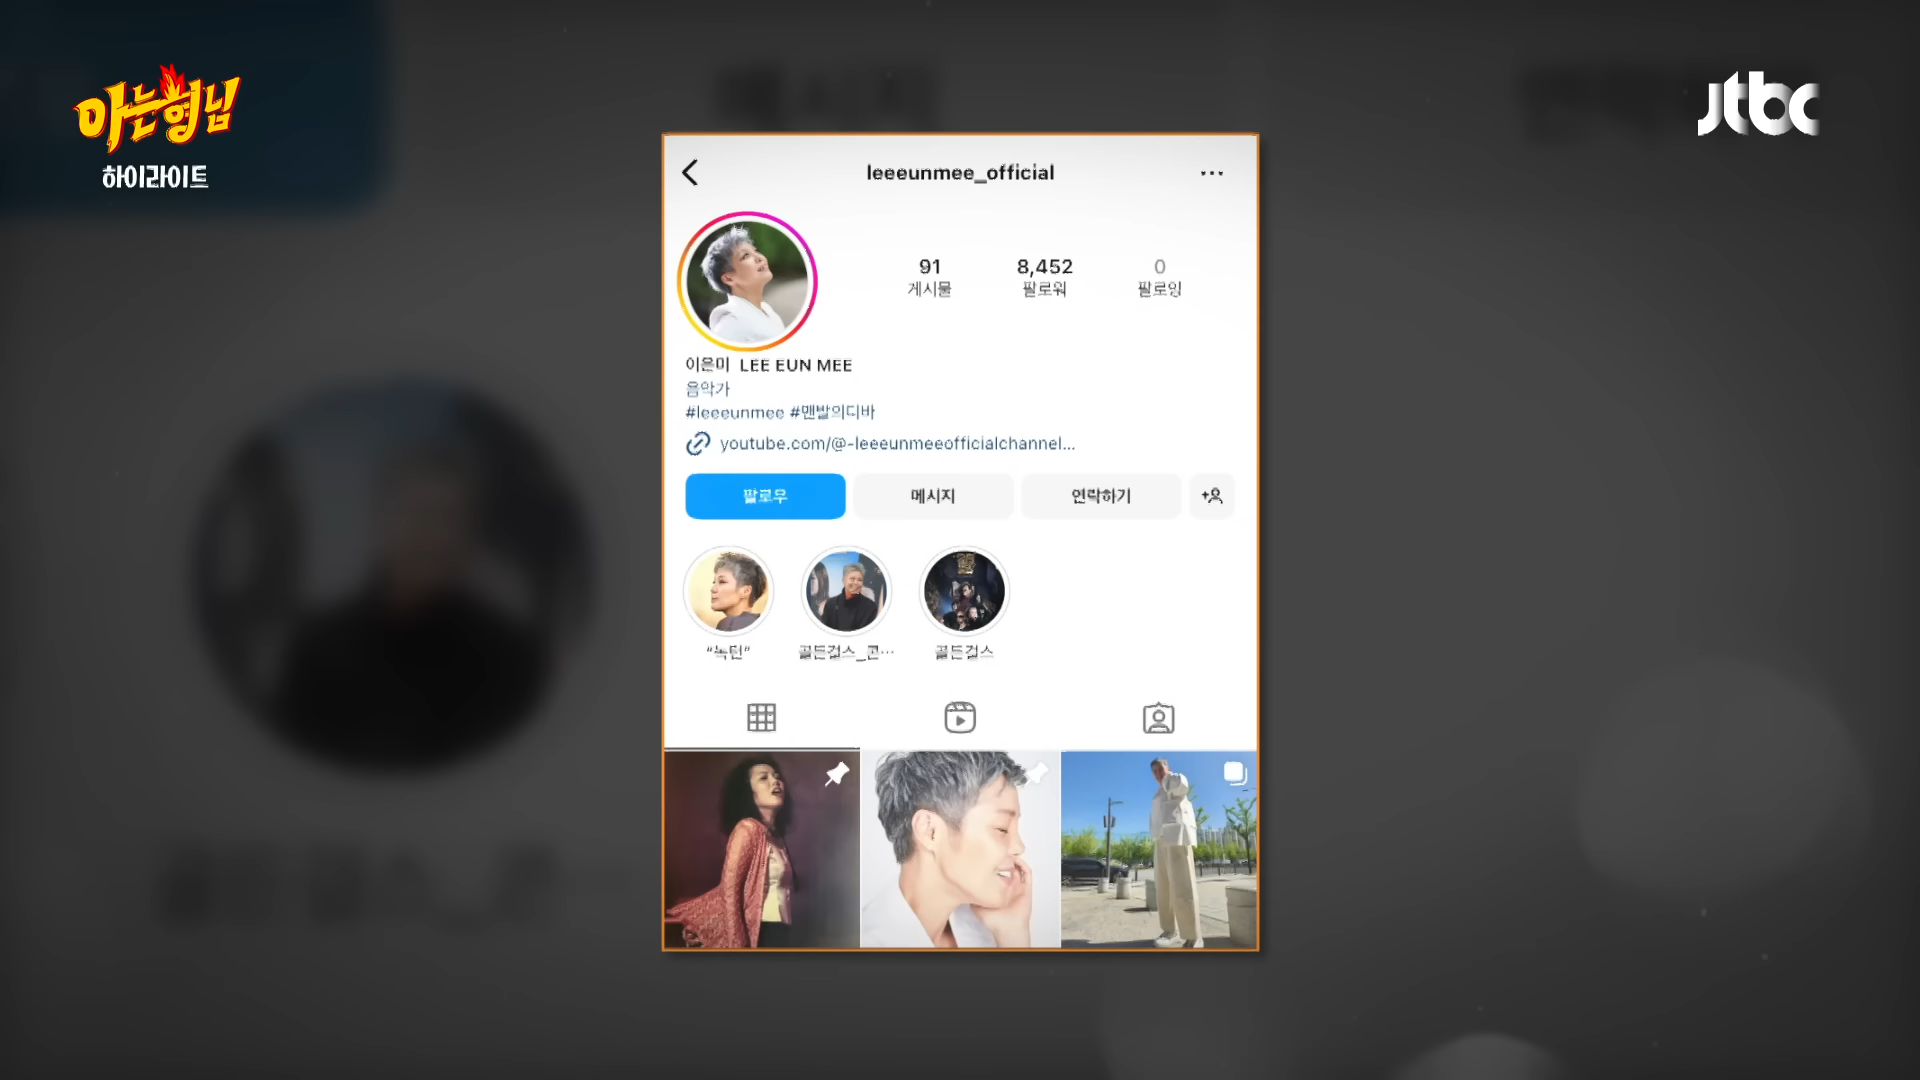 아는형님
하이라이트
jtbc
leeeunmee_official
91
게시물
8,452
팔로워
0
팔로잉
이은미 LEE EUN MEE
음악가
#leeeunmee #맨발의디바
youtube.com/@-leeeunmeeofficialchannel...
팔로우
메시지
연락하기
“녹턴”
골든걸스_콘...
골든걸스